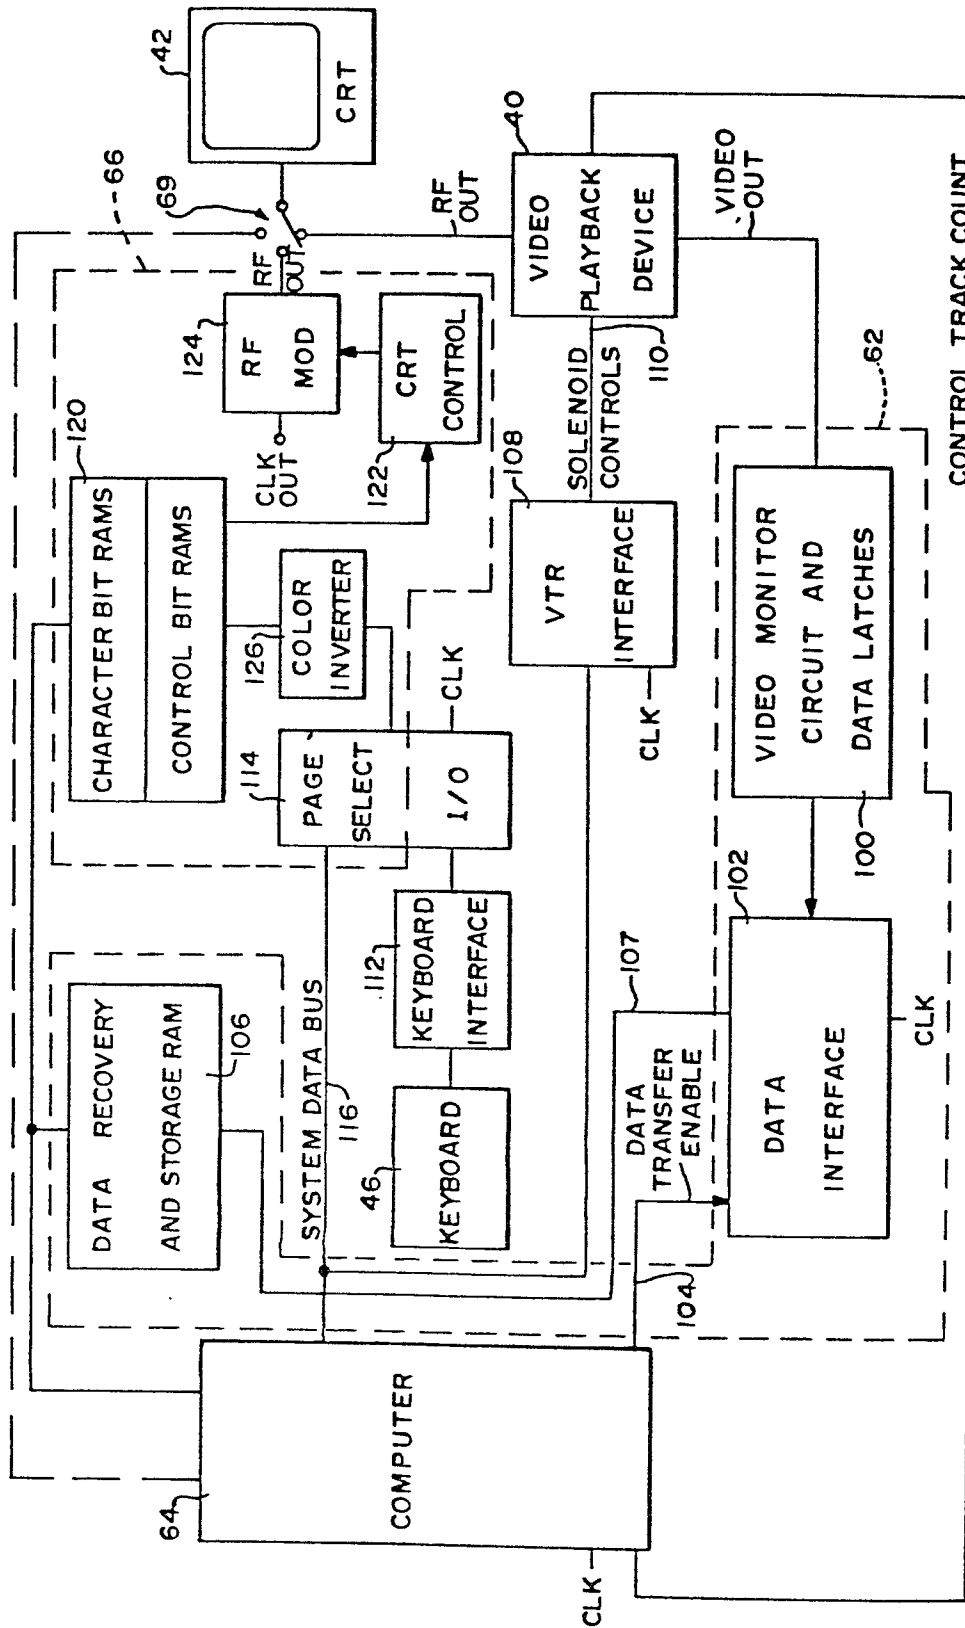 42
CRT
66
69
RF
OUT
124
RF
MOD
CLK
OUT
122
CRT
CONTROL
120
CHARACTER BIT RAMS
CONTROL BIT RAMS
126
COLOR
INVERTER
114
PAGE
SELECT
I/O
CLK
DATA RECOVERY
AND STORAGE RAM
106
SYSTEM DATA BUS
116
112
KEYBOARD
INTERFACE
46
KEYBOARD
RF
OUT
40
VIDEO
PLAYBACK
DEVICE
VIDEO
OUT
SOLENOID
CONTROLS
110
108
VTR
INTERFACE
CLK
62
VIDEO MONITOR
CIRCUIT AND
DATA LATCHES
100
102
DATA
INTERFACE
CLK
107
DATA
TRANSFER
ENABLE
104
64
COMPUTER
CLK
CONTROL TRACK COUNT